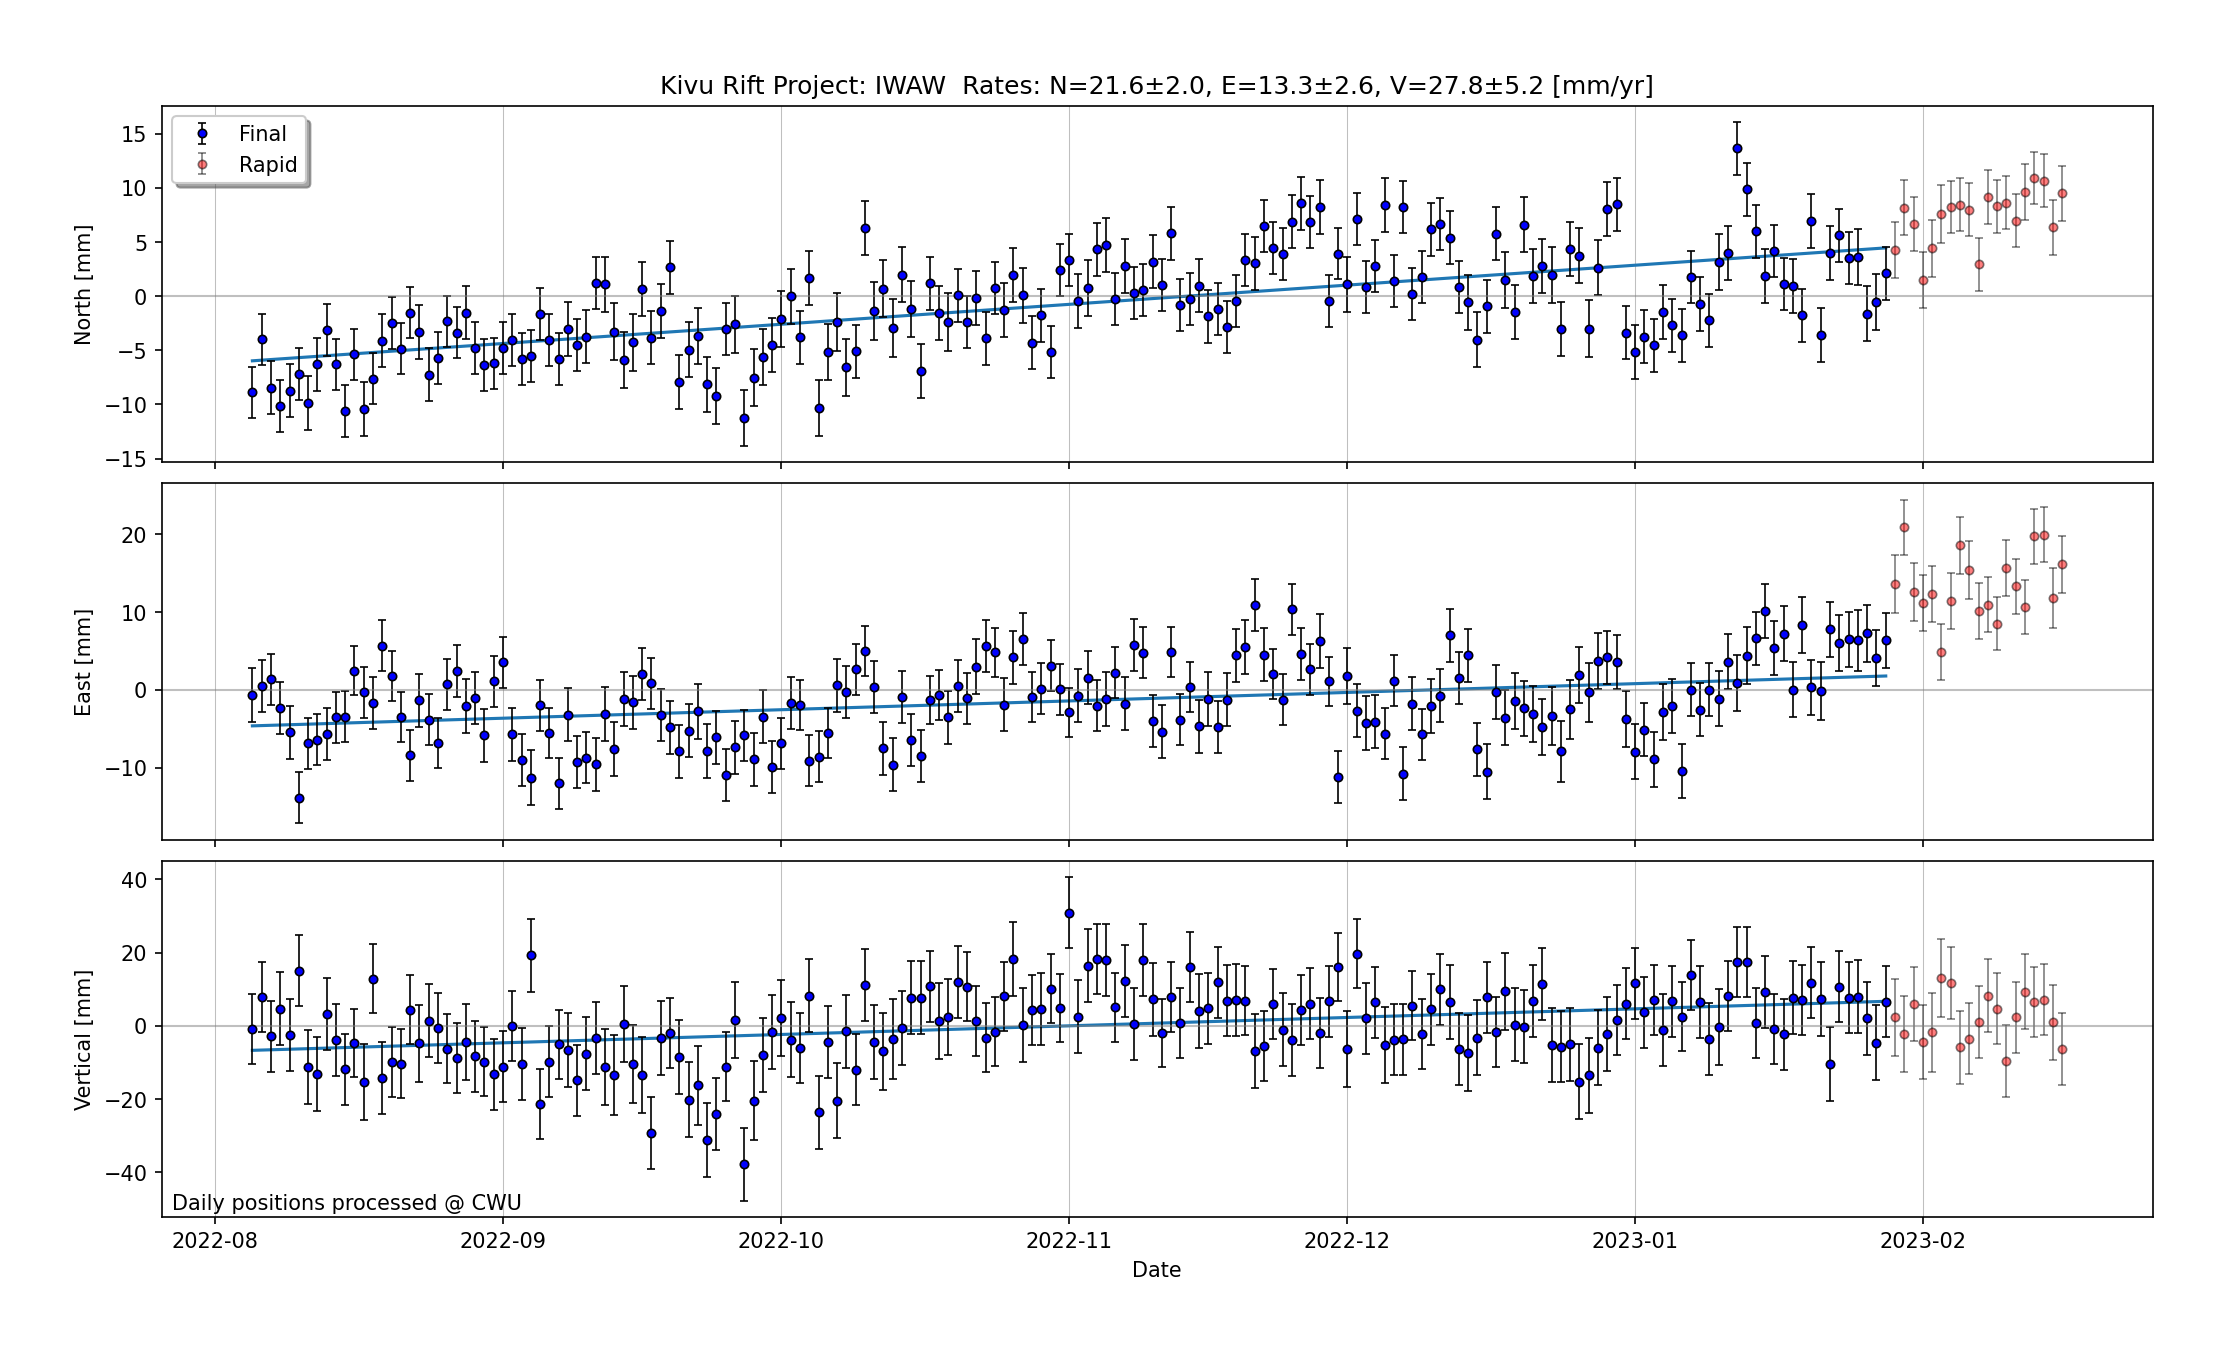 Kivu Rift Project: IWAW  Rates: N=21.6±2.0, E=13.3±2.6, V=27.8±5.2 [mm/yr]
Final
Rapid
North [mm]
15
10
5
0
−5
−10
−15
East [mm]
20
10
0
−10
Vertical [mm]
40
20
0
−20
−40
Daily positions processed @ CWU
2022-08 2022-09 2022-10 2022-11 2022-12 2023-01 2023-02
Date